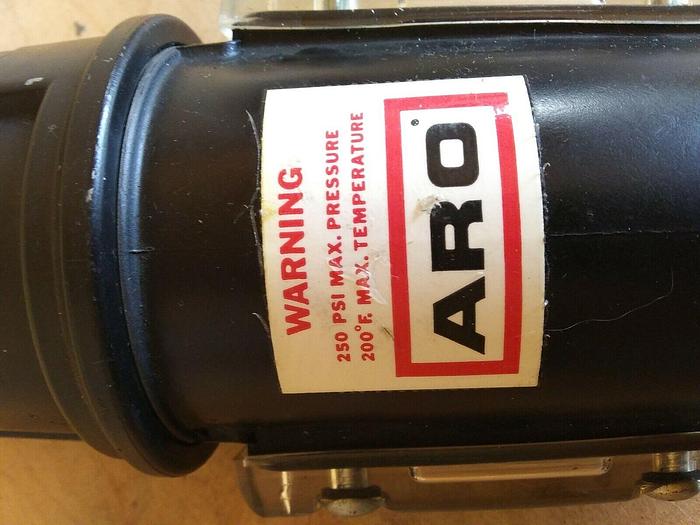 WARNING
250 PSI MAX. PRESSURE
200°F. MAX. TEMPERATURE
ARO®